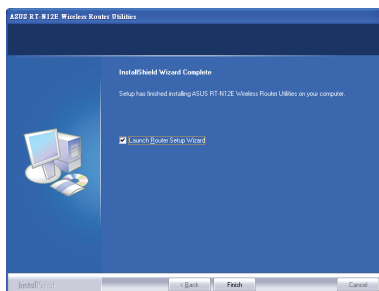 ASUS RT-N12E Wireless Router Utilities
InstallShield Wizard Complete
Setup has finished installing ASUS RT-N12E Wireless Router Utilities on your computer.
Launch Router Setup Wizard
InstallShield
< Back
Finish
Cancel